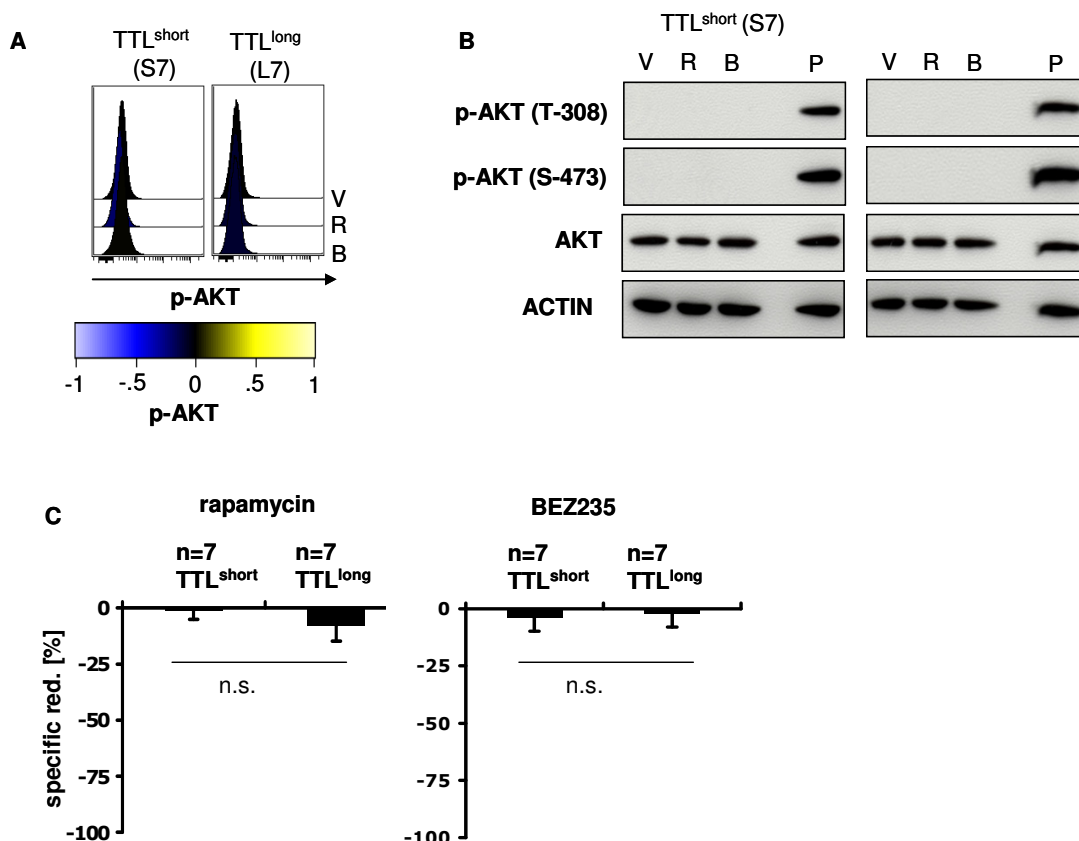 A
TTLshort
(S7)
TTLlong
(L7)
V
R
B
p-AKT
-1 -.5 0 .5 1
p-AKT
B
TTLshort (S7)
V R B P V R B P
p-AKT (T-308)
p-AKT (S-473)
AKT
ACTIN
C
rapamycin
n=7
TTLshort
n=7
TTLlong
specific red. [%]
0
-25
-50
-75
-100
n.s.
BEZ235
n=7
TTLshort
n=7
TTLlong
0
-25
-50
-75
-100
n.s.